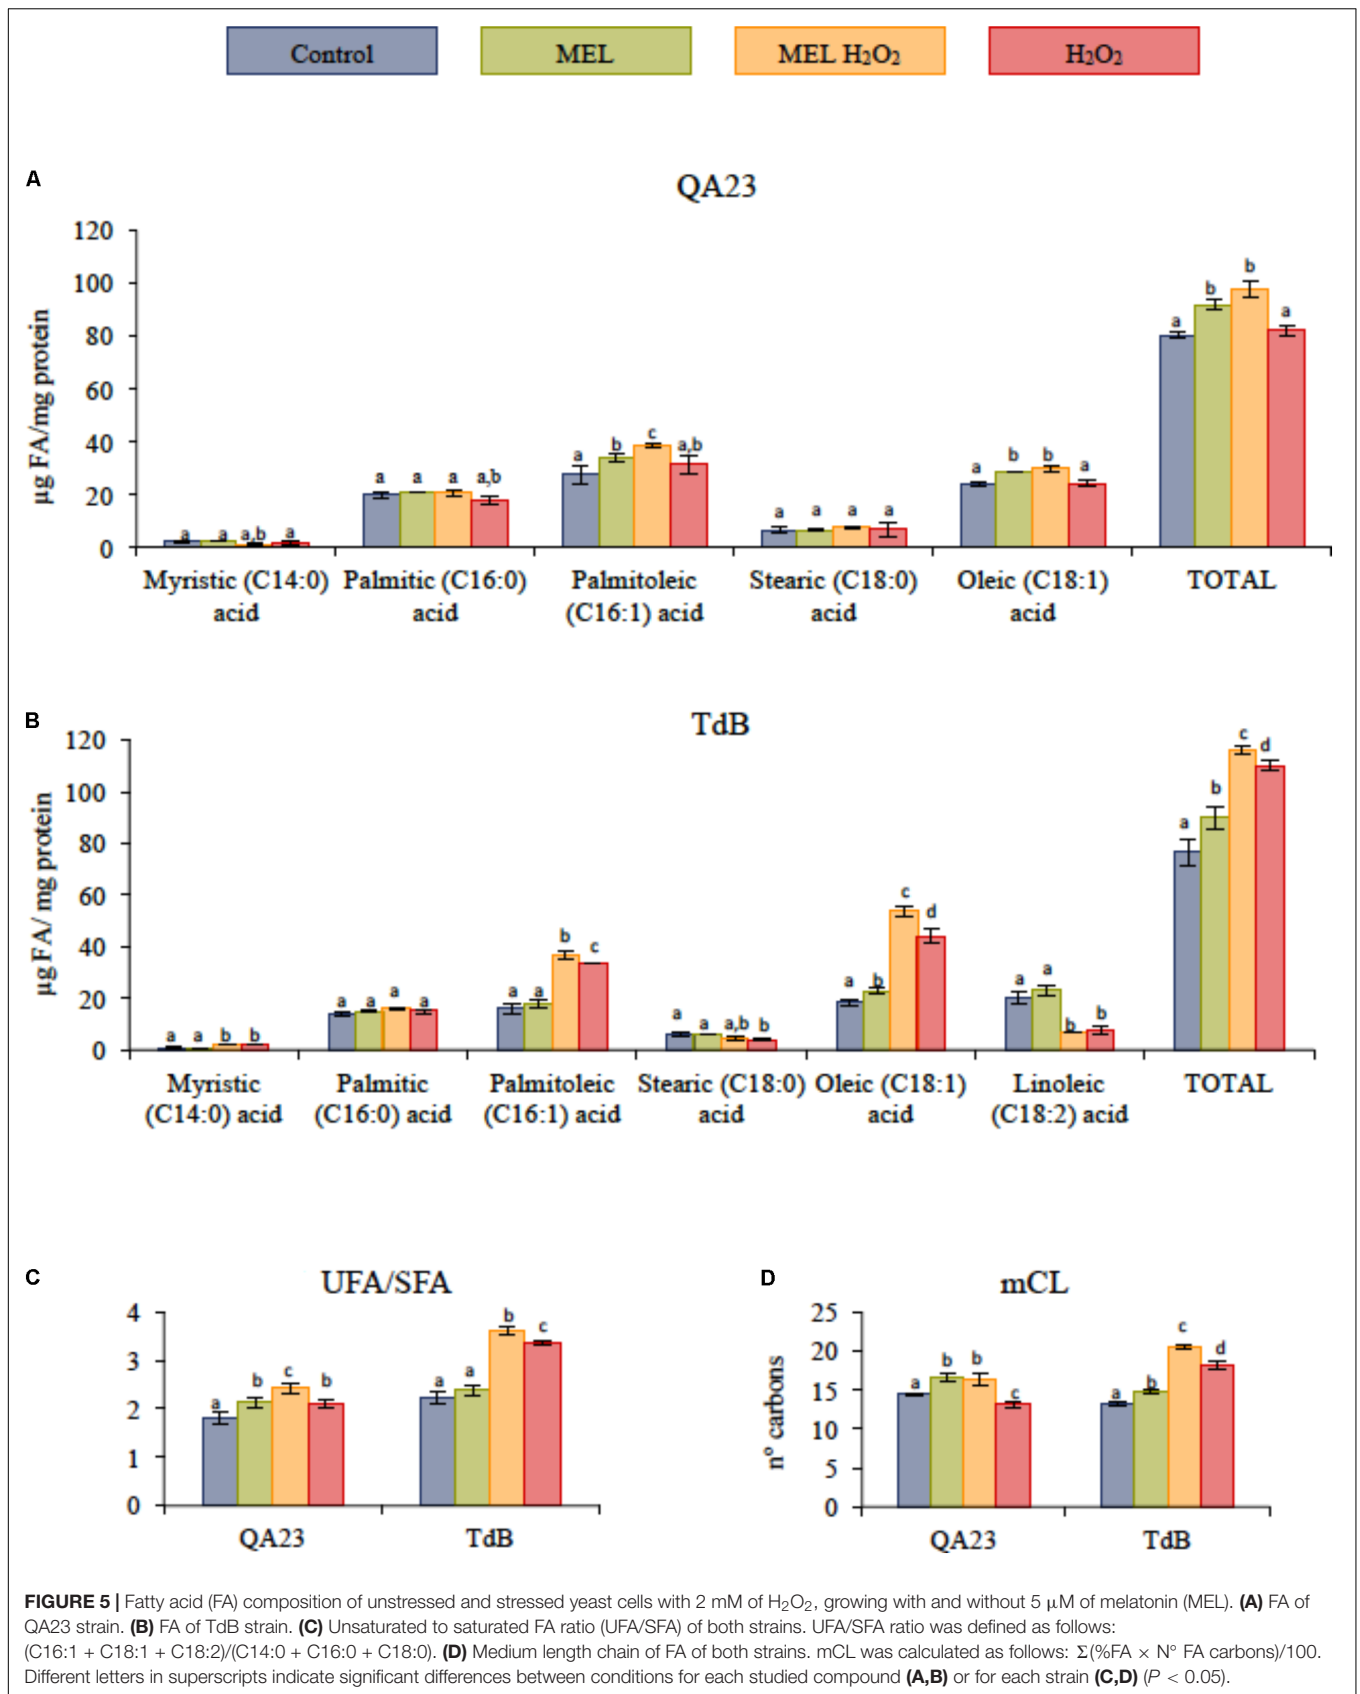 Control MEL MEL H₂O₂ H₂O₂
A
QA23
120
100
80
60
40
20
0
µg FA/mg protein
a a a,b a
a a a a,b
a b c a,b
a a a a
a b b a
a b b a
Myristic (C14:0) acid
Palmitic (C16:0) acid
Palmitoleic (C16:1) acid
Stearic (C18:0) acid
Oleic (C18:1) acid
TOTAL
B
TdB
120
100
80
60
40
20
0
µg FA/ mg protein
a a b b
a a a a
a a b c
a a a,b b
a b c d
a a b b
a b c d
Myristic (C14:0) acid
Palmitic (C16:0) acid
Palmitoleic (C16:1) acid
Stearic (C18:0) acid
Oleic (C18:1) acid
Linoleic (C18:2) acid
TOTAL
C
UFA/SFA
4
3
2
1
0
a b c b
a a b c
QA23 TdB
D
mCL
25
20
15
10
5
0
n° carbons
a b b c
a b c d
QA23 TdB
FIGURE 5 | Fatty acid (FA) composition of unstressed and stressed yeast cells with 2 mM of H₂O₂, growing with and without 5 µM of melatonin (MEL). (A) FA of
QA23 strain. (B) FA of TdB strain. (C) Unsaturated to saturated FA ratio (UFA/SFA) of both strains. UFA/SFA ratio was defined as follows:
(C16:1 + C18:1 + C18:2)/(C14:0 + C16:0 + C18:0). (D) Medium length chain of FA of both strains. mCL was calculated as follows: Σ(%FA × N° FA carbons)/100.
Different letters in superscripts indicate significant differences between conditions for each studied compound (A,B) or for each strain (C,D) (P < 0.05).